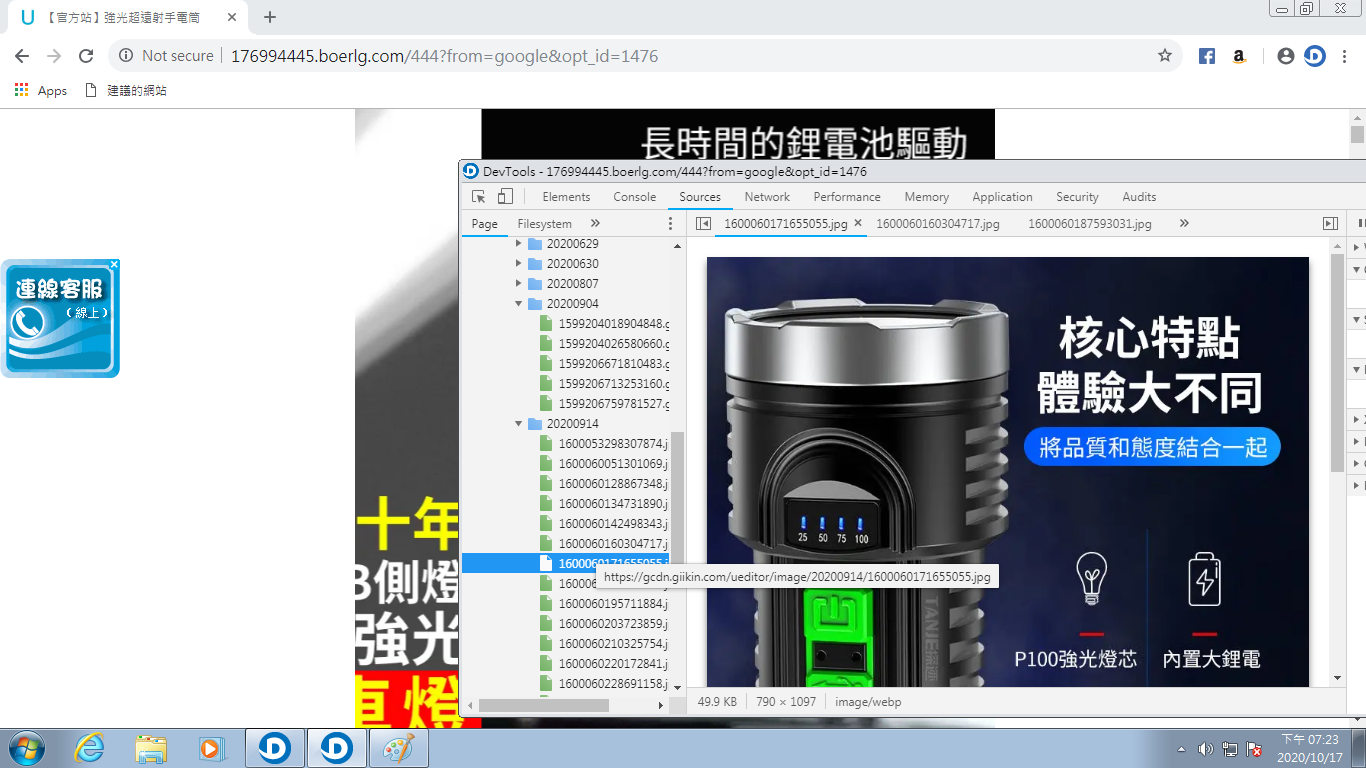 【官方站】強光超遠射手電筒
Not secure
176994445.boerlg.com/444?from=google&opt_id=1476
Apps
建議的網站
長時間的鋰電池驅動
連線客服
（線上）
十年
B側燈
強光
車燈
DevTools - 176994445.boerlg.com/444?from=google&opt_id=1476
Elements Console Sources Network Performance Memory Application Security Audits
Page Filesystem »
1600060171655055.jpg × 1600060160304717.jpg 1600060187593031.jpg »
20200629
20200630
20200807
20200904
1599204018904848.g
1599204026580660.g
1599206671810483.g
1599206713253160.g
1599206759781527.g
20200914
1600053298307874.j
1600060051301069.j
1600060128867348.j
1600060134731890.j
1600060142498343.j
1600060160304717.j
1600060171655055.j
https://gcdn.giikin.com/ueditor/image/20200914/1600060171655055.jpg
1600060195711884.j
1600060203723859.j
1600060210325754.j
1600060220172841.j
1600060228691158.j
核心特點
體驗大不同
將品質和態度結合一起
25 50 75 100
TANJE探途
P100強光燈芯
內置大鋰電
49.9 KB 790 × 1097 image/webp
下午 07:23
2020/10/17